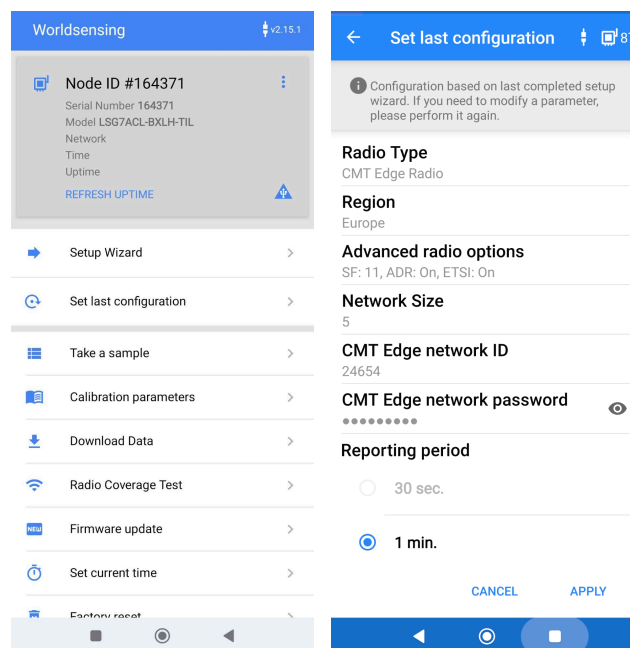 Worldsensing
v2.15.1
Node ID #164371
Serial Number 164371
Model LSG7ACL-BXLH-TIL
Network
Time
Uptime
REFRESH UPTIME
Setup Wizard
Set last configuration
Take a sample
Calibration parameters
Download Data
Radio Coverage Test
NEW
Firmware update
Set current time
Factory reset
Set last configuration
Configuration based on last completed setup
wizard. If you need to modify a parameter,
please perform it again.
Radio Type
CMT Edge Radio
Region
Europe
Advanced radio options
SF: 11, ADR: On, ETSI: On
Network Size
5
CMT Edge network ID
24654
CMT Edge network password
•••••••••
Reporting period
30 sec.
1 min.
CANCEL
APPLY